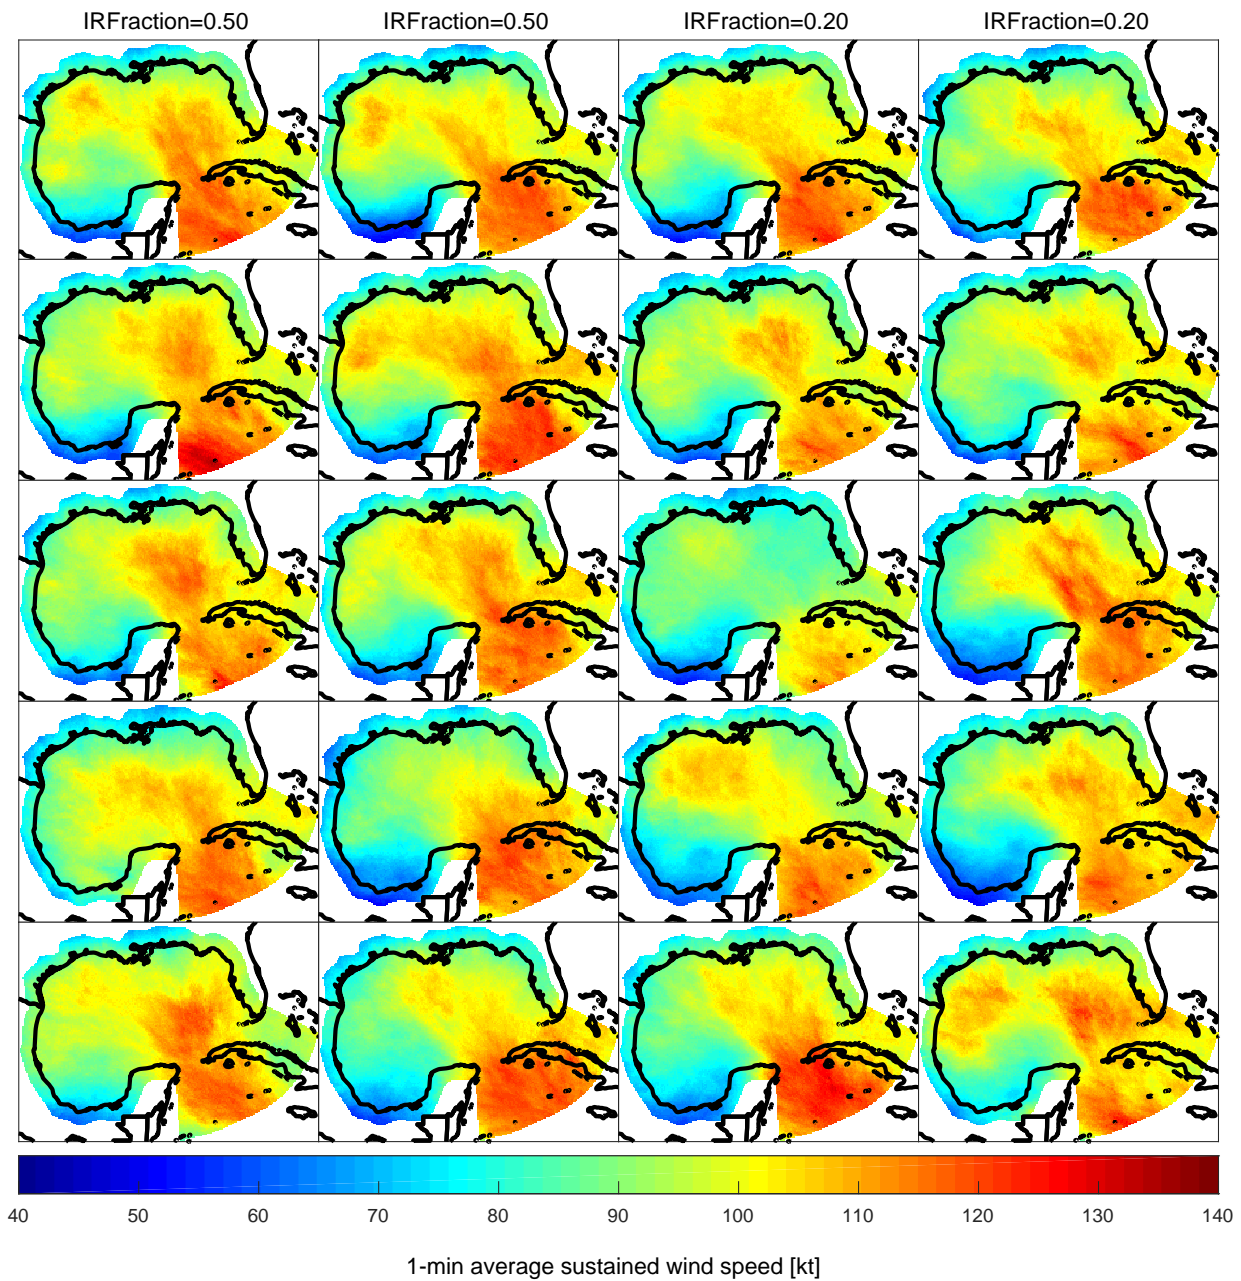 IRFraction=0.50 IRFraction=0.50 IRFraction=0.20 IRFraction=0.20
40 50 60 70 80 90 100 110 120 130 140
1-min average sustained wind speed [kt]